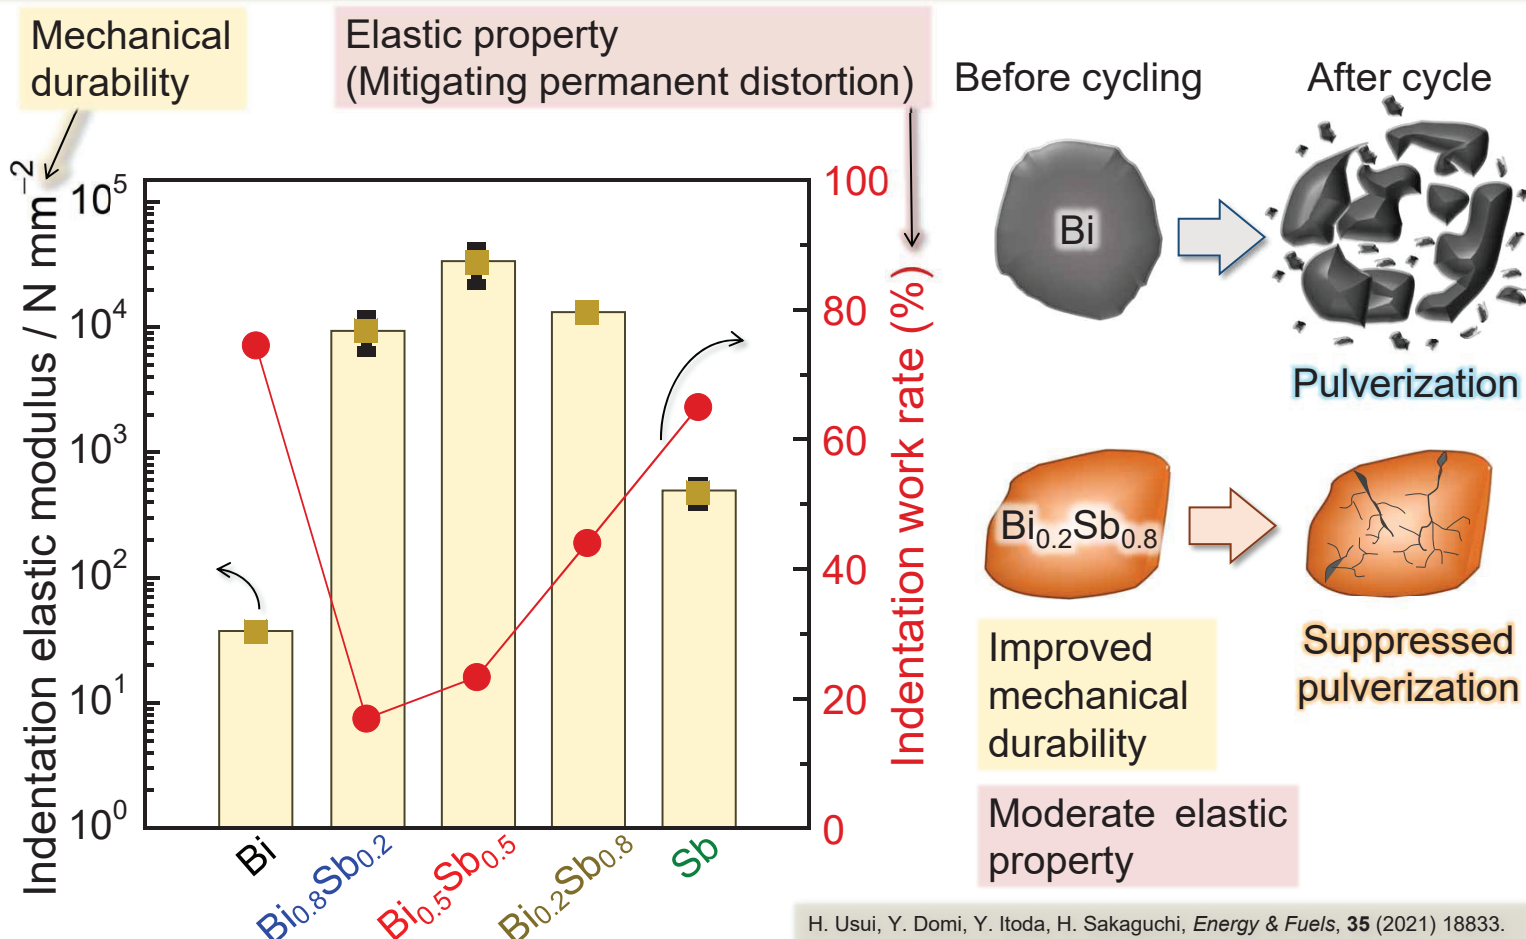 Mechanical
durability
Elastic property
(Mitigating permanent distortion)
Indentation elastic modulus / N mm⁻²
10⁵
10⁴
10³
10²
10¹
10⁰
100
80
60
40
20
0
Indentation work rate (%)
Bi
Bi₀.₈Sb₀.₂
Bi₀.₅Sb₀.₅
Bi₀.₂Sb₀.₈
Sb
Before cycling
After cycle
Bi
Pulverization
Bi₀.₂Sb₀.₈
Improved
mechanical
durability
Suppressed
pulverization
Moderate elastic
property
H. Usui, Y. Domi, Y. Itoda, H. Sakaguchi, Energy & Fuels, 35 (2021) 18833.